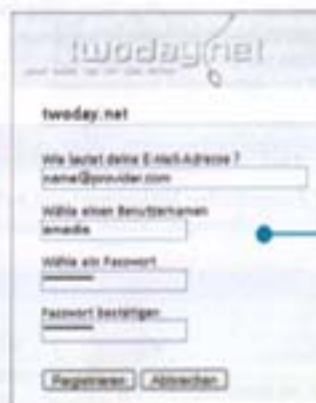 twoday.net
twoday.net
Wie lautet deine E-Mail-Adresse ?
name@provider.com
Wähle einen Benutzernamen
Wähle ein Passwort
Passwort bestätigen
Registrieren Abbrechen